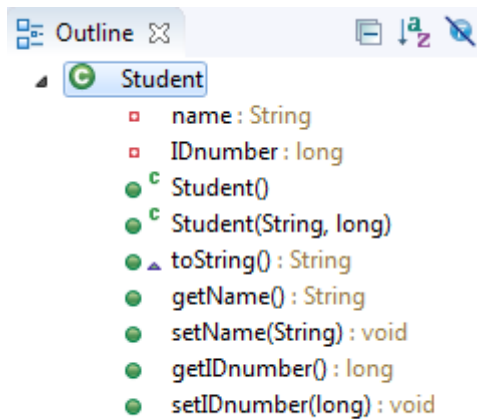 Outline
Student
name : String
IDnumber : long
C Student()
C Student(String, long)
toString() : String
getName() : String
setName(String) : void
getIDnumber() : long
setIDnumber(long) : void